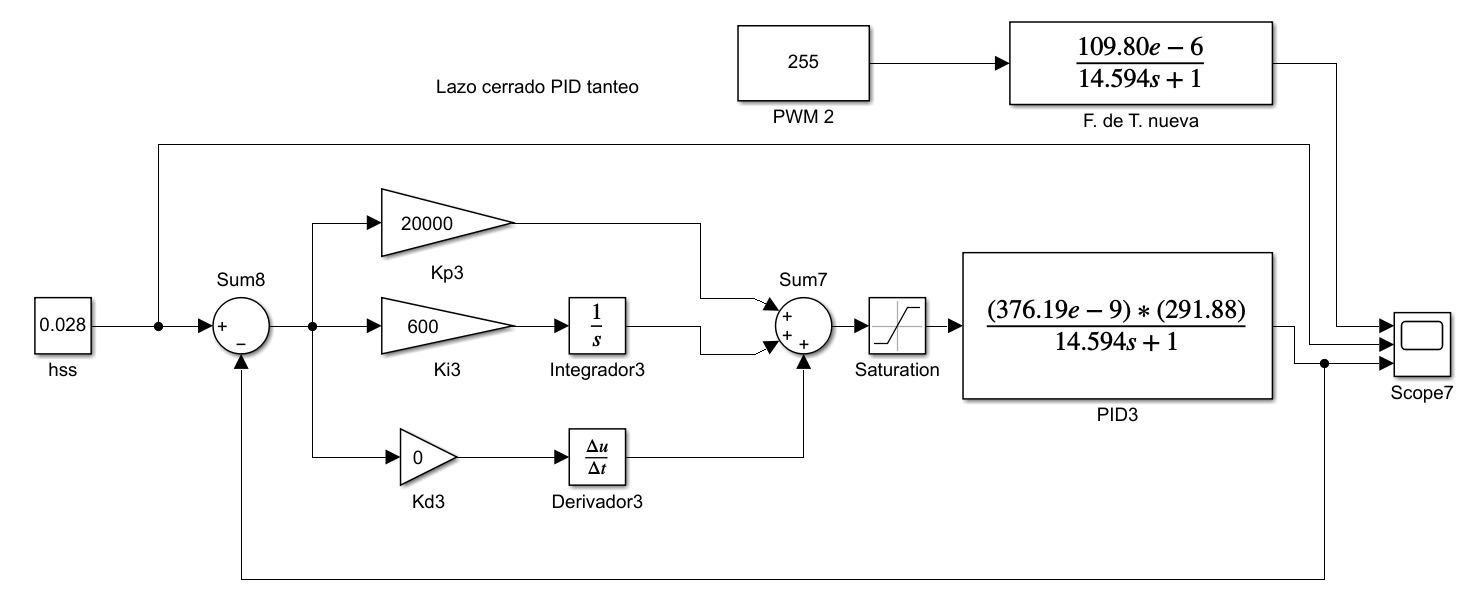 255
PWM 2
109.80e − 6
14.594s + 1
F. de T. nueva
Lazo cerrado PID tanteo
20000
Kp3
Sum8
Sum7
0.028
hss
+
−
600
Ki3
1
s
Integrador3
+
+
+
Saturation
(376.19e − 9) ∗ (291.88)
14.594s + 1
PID3
Scope7
0
Kd3
Δu
Δt
Derivador3